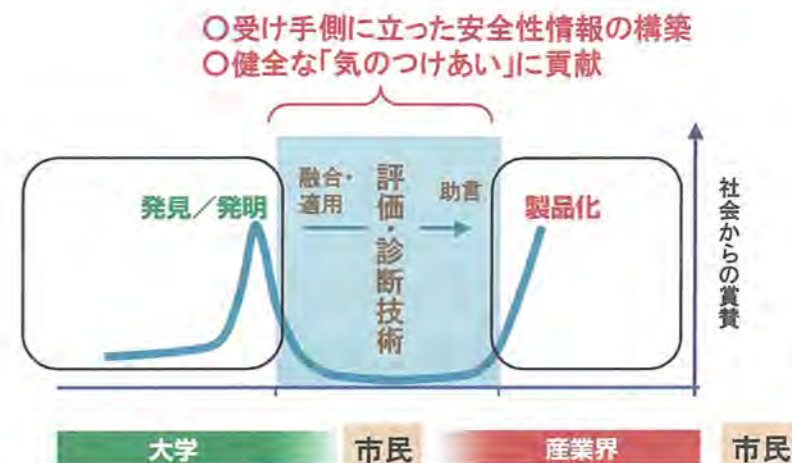 ○受け手側に立った安全性情報の構築
○健全な「気のつけあい」に貢献
発見／発明
融合・
適用
評価・診断技術
助言
製品化
社会からの賞賛
大学
市民
産業界
市民